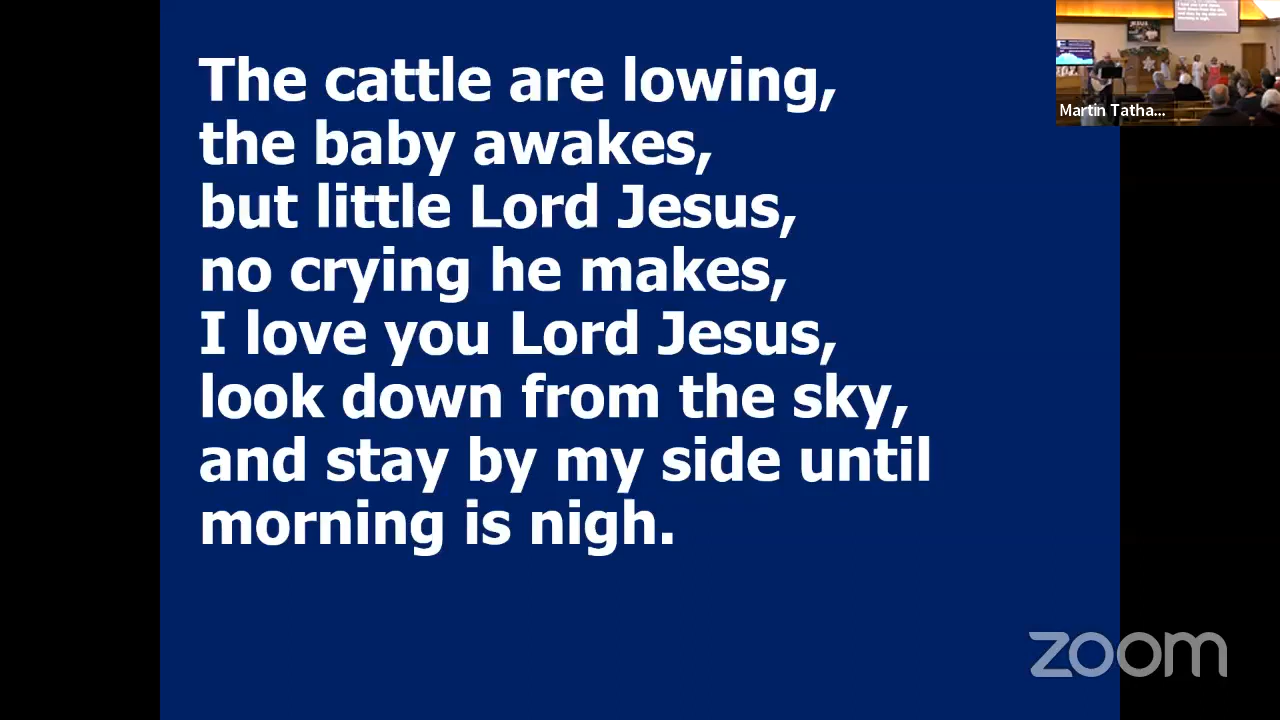 The cattle are lowing,
the baby awakes,
but little Lord Jesus,
no crying he makes,
I love you Lord Jesus,
look down from the sky,
and stay by my side until
morning is nigh.
Martin Tatha...
zoom